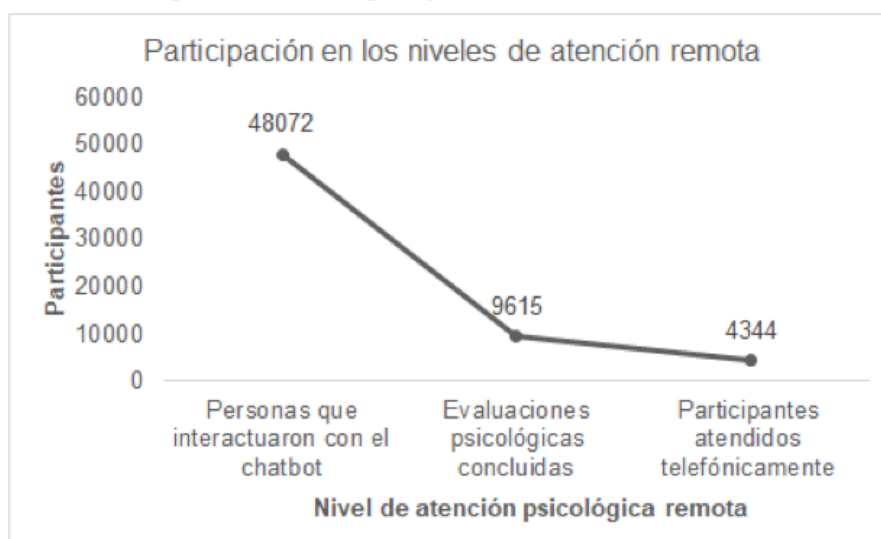 Participación en los niveles de atención remota
60000
50000
40000
30000
20000
10000
0
Participantes
48072
9615
4344
Personas que
interactuaron con el
chatbot
Evaluaciones
psicológicas
concluidas
Participantes
atendidos
telefónicamente
Nivel de atención psicológica remota